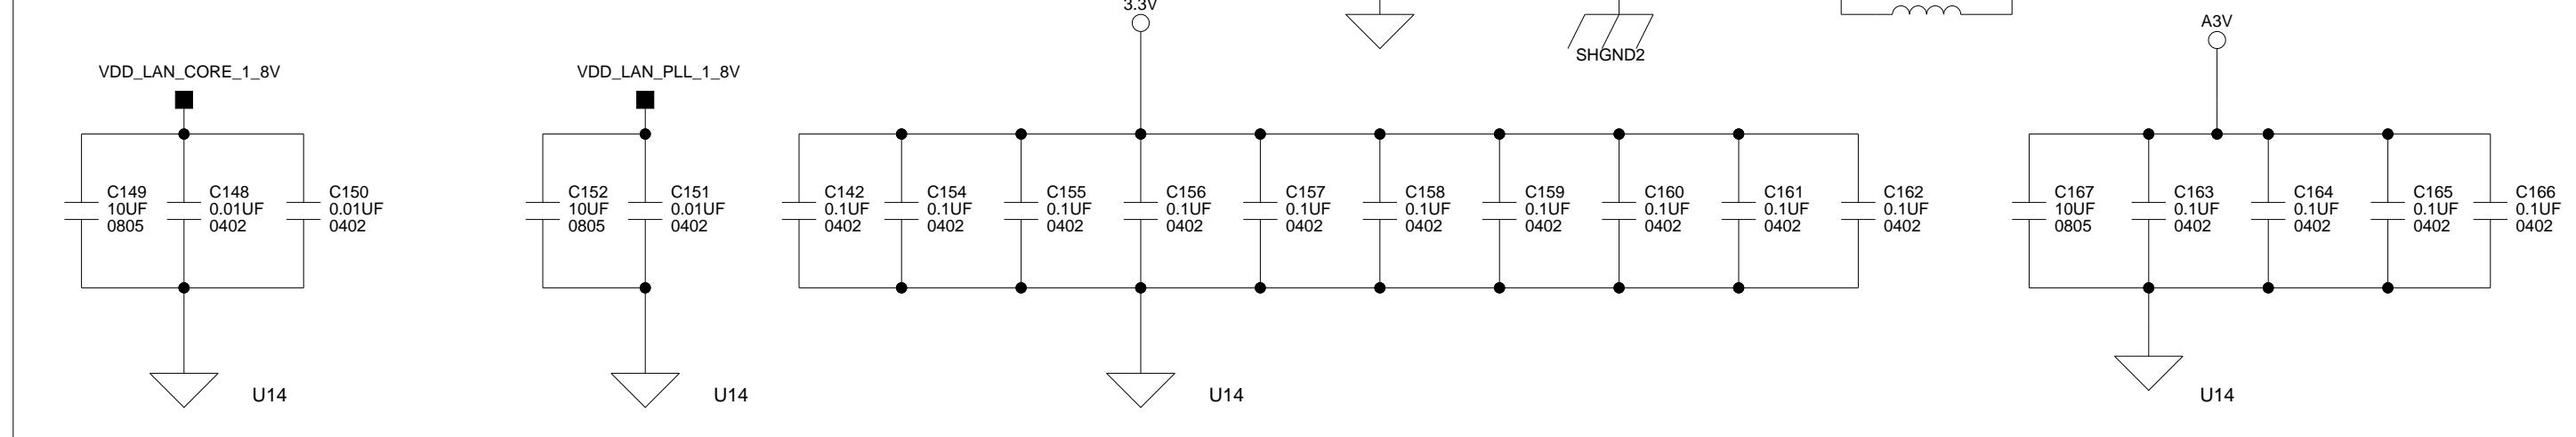 3.3V
SHGND2
A3V
VDD_LAN_CORE_1_8V
VDD_LAN_PLL_1_8V
C149
10UF
0805
C148
0.01UF
0402
C150
0.01UF
0402
C152
10UF
0805
C151
0.01UF
0402
C142
0.1UF
0402
C154
0.1UF
0402
C155
0.1UF
0402
C156
0.1UF
0402
C157
0.1UF
0402
C158
0.1UF
0402
C159
0.1UF
0402
C160
0.1UF
0402
C161
0.1UF
0402
C162
0.1UF
0402
C167
10UF
0805
C163
0.1UF
0402
C164
0.1UF
0402
C165
0.1UF
0402
C166
0.1UF
0402
U14
U14
U14
U14